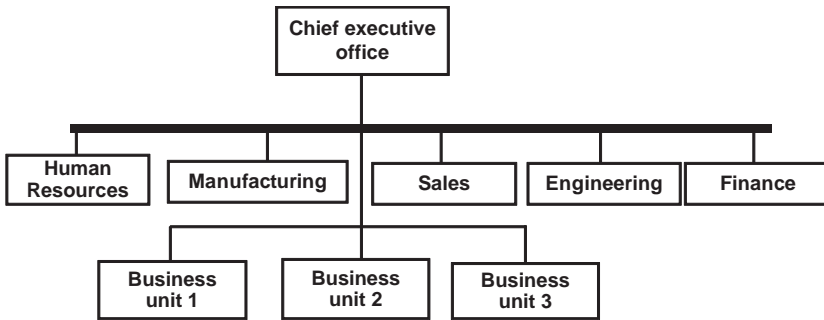 Chief executive
office
Human
Resources
Manufacturing
Sales
Engineering
Finance
Business
unit 1
Business
unit 2
Business
unit 3